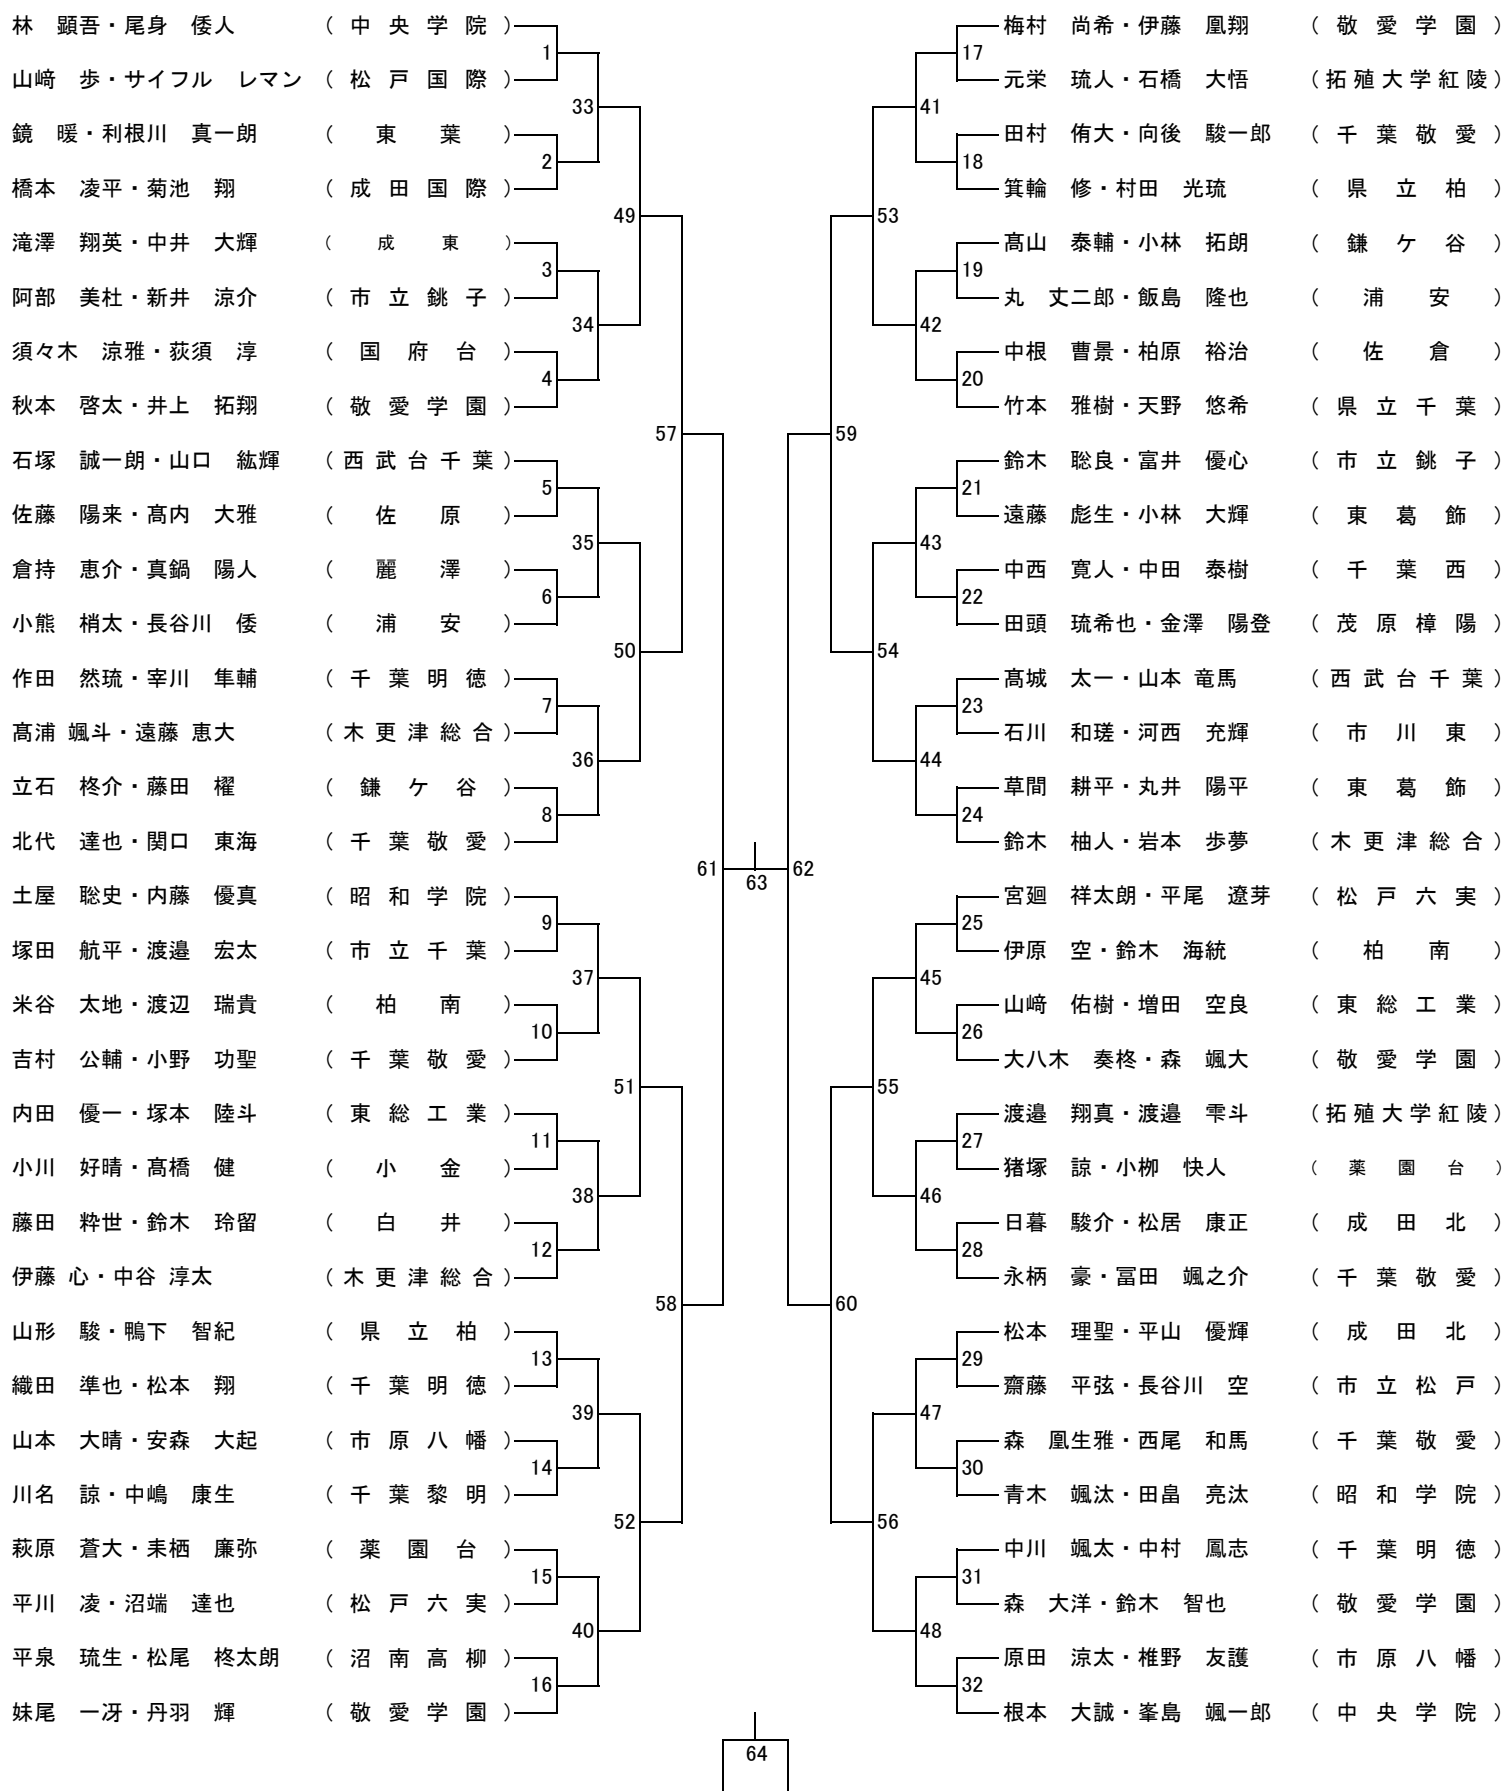 林　顕吾・尾身　倭人　（中央学院）
山﨑　歩・サイフル　レマン　（松戸国際）
鏡　暖・利根川　真一朗　（東葉）
橋本　凌平・菊池　翔　（成田国際）
滝澤　翔英・中井　大輝　（成東）
阿部　美杜・新井　涼介　（市立銚子）
須々木　涼雅・荻須　淳　（国府台）
秋本　啓太・井上　拓翔　（敬愛学園）
石塚　誠一朗・山口　紘輝　（西武台千葉）
佐藤　陽来・髙内　大雅　（佐原）
倉持　恵介・真鍋　陽人　（麗澤）
小熊　梢太・長谷川　倭　（浦安）
作田　然琉・宰川　隼輔　（千葉明徳）
髙浦 颯斗・遠藤 恵大　（木更津総合）
立石　柊介・藤田　櫂　（鎌ケ谷）
北代　達也・関口　東海　（千葉敬愛）
土屋　聡史・内藤　優真　（昭和学院）
塚田　航平・渡邉　宏太　（市立千葉）
米谷　太地・渡辺　瑞貴　（柏南）
吉村　公輔・小野　功聖　（千葉敬愛）
内田　優一・塚本　陸斗　（東総工業）
小川　好晴・髙橋　健　（小金）
藤田　粋世・鈴木　玲留　（白井）
伊藤 心・中谷 淳太　（木更津総合）
山形　駿・鴨下　智紀　（県立柏）
織田　準也・松本　翔　（千葉明徳）
山本　大晴・安森　大起　（市原八幡）
川名　諒・中嶋　康生　（千葉黎明）
萩原　蒼大・耒栖　廉弥　（薬園台）
平川　凌・沼端　達也　（松戸六実）
平泉　琉生・松尾　柊太朗　（沼南高柳）
妹尾　一冴・丹羽　輝　（敬愛学園）
1
2
3
4
5
6
7
8
9
10
11
12
13
14
15
16
33
34
35
36
37
38
39
40
49
50
51
52
57
58
61
63
62
59
60
53
54
55
56
41
42
43
44
45
46
47
48
17
18
19
20
21
22
23
24
25
26
27
28
29
30
31
32
梅村　尚希・伊藤　凰翔　（敬愛学園）
元栄　琉人・石橋　大悟　（拓殖大学紅陵）
田村　侑大・向後　駿一郎　（千葉敬愛）
箕輪　修・村田　光琉　（県立柏）
髙山　泰輔・小林　拓朗　（鎌ケ谷）
丸　丈二郎・飯島　隆也　（浦安）
中根　曹景・柏原　裕治　（佐倉）
竹本　雅樹・天野　悠希　（県立千葉）
鈴木　聡良・富井　優心　（市立銚子）
遠藤　彪生・小林　大輝　（東葛飾）
中西　寛人・中田　泰樹　（千葉西）
田頭　琉希也・金澤　陽登　（茂原樟陽）
髙城　太一・山本 竜馬　（西武台千葉）
石川　和瑳・河西　充輝　（市川東）
草間　耕平・丸井　陽平　（東葛飾）
鈴木　柚人・岩本　歩夢　（木更津総合）
宮廻　祥太朗・平尾　遼芽　（松戸六実）
伊原　空・鈴木　海統　（柏南）
山﨑　佑樹・増田　空良　（東総工業）
大八木　奏柊・森　颯大　（敬愛学園）
渡邉　翔真・渡邉　雫斗　（拓殖大学紅陵）
猪塚　諒・小栁　快人　（薬園台）
日暮　駿介・松居　康正　（成田北）
永柄　豪・冨田　颯之介　（千葉敬愛）
松本　理聖・平山　優輝　（成田北）
齋藤　平弦・長谷川　空　（市立松戸）
森　凰生雅・西尾　和馬　（千葉敬愛）
青木　颯汰・田畠　亮汰　（昭和学院）
中川　颯太・中村　鳳志　（千葉明徳）
森　大洋・鈴木　智也　（敬愛学園）
原田　涼太・椎野　友護　（市原八幡）
根本　大誠・峯島　颯一郎　（中央学院）
64